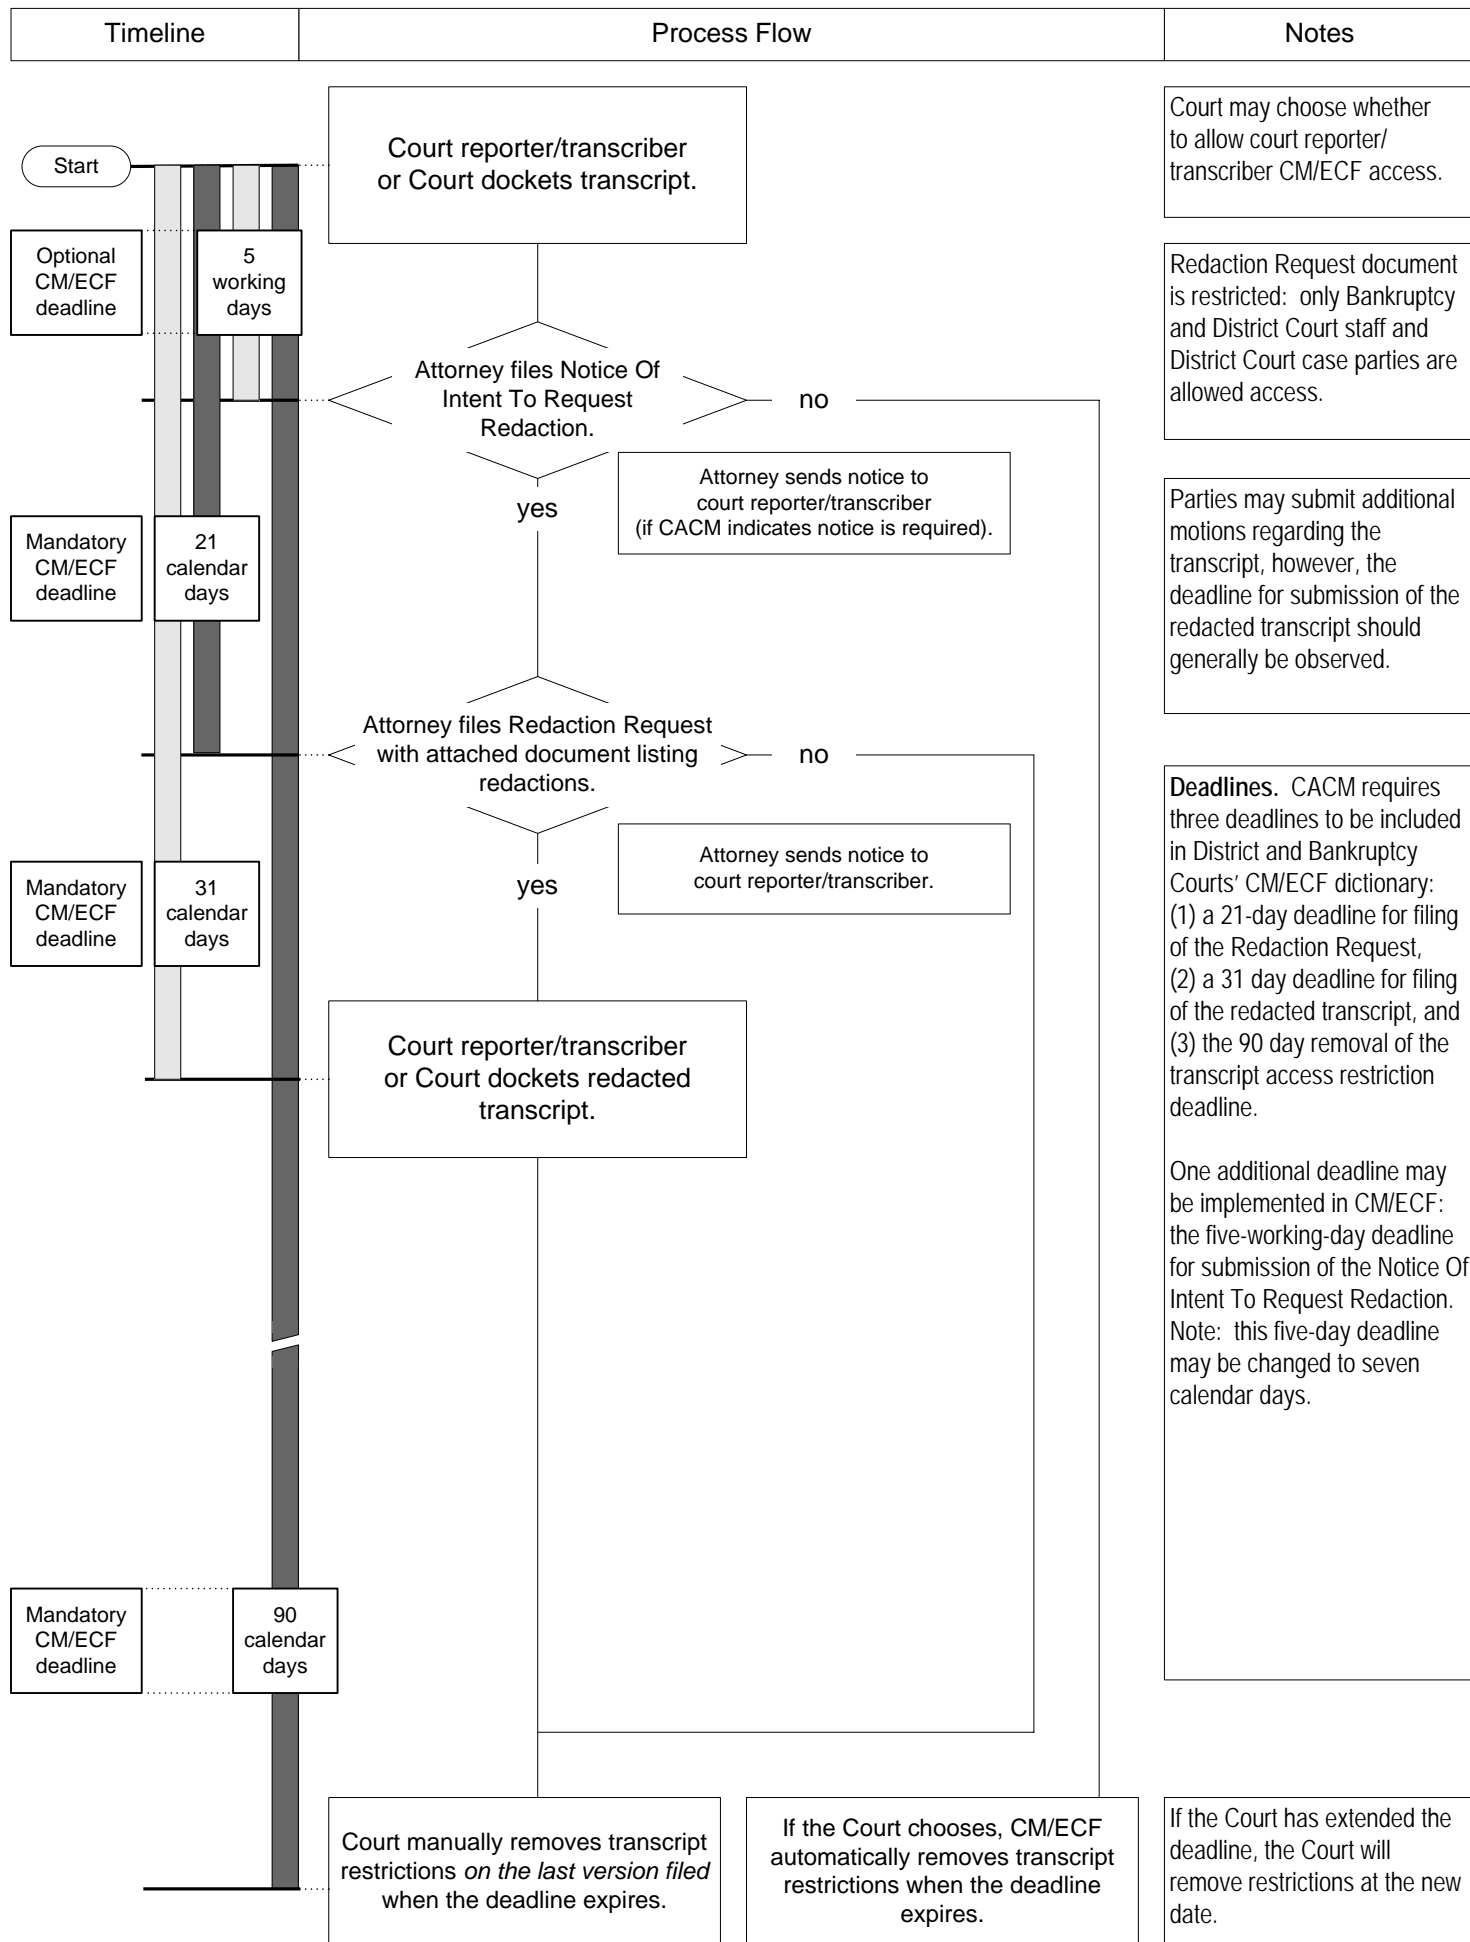 Timeline
Process Flow
Notes
Start
Court reporter/transcriber
or Court dockets transcript.
Court may choose whether
to allow court reporter/
transcriber CM/ECF access.
Optional
CM/ECF
deadline
5
working
days
Redaction Request document
is restricted:  only Bankruptcy
and District Court staff and
District Court case parties are
allowed access.
Attorney files Notice Of
Intent To Request
Redaction.
no
yes
Attorney sends notice to
court reporter/transcriber
(if CACM indicates notice is required).
Parties may submit additional
motions regarding the
transcript, however, the
deadline for submission of the
redacted transcript should
generally be observed.
Mandatory
CM/ECF
deadline
21
calendar
days
Attorney files Redaction Request
with attached document listing
redactions.
no
yes
Attorney sends notice to
court reporter/transcriber.
Mandatory
CM/ECF
deadline
31
calendar
days
Deadlines.  CACM requires
three deadlines to be included
in District and Bankruptcy
Courts' CM/ECF dictionary:
(1) a 21-day deadline for filing
of the Redaction Request,
(2) a 31 day deadline for filing
of the redacted transcript, and
(3) the 90 day removal of the
transcript access restriction
deadline.
One additional deadline may
be implemented in CM/ECF:
the five-working-day deadline
for submission of the Notice Of
Intent To Request Redaction.
Note:  this five-day deadline
may be changed to seven
calendar days.
Court reporter/transcriber
or Court dockets redacted
transcript.
Mandatory
CM/ECF
deadline
90
calendar
days
Court manually removes transcript
restrictions on the last version filed
when the deadline expires.
If the Court chooses, CM/ECF
automatically removes transcript
restrictions when the deadline
expires.
If the Court has extended the
deadline, the Court will
remove restrictions at the new
date.